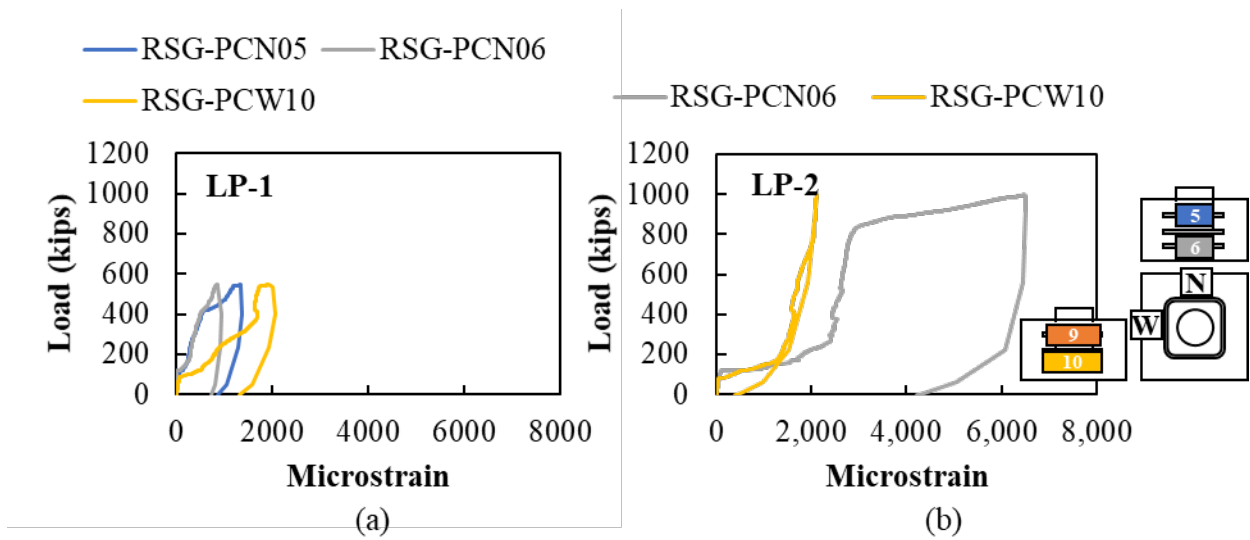 RSG-PCN05 RSG-PCN06
RSG-PCW10
1200
1000
800
600
400
200
0
Load (kips)
LP-1
0 2000 4000 6000 8000
Microstrain
(a)
RSG-PCN06 RSG-PCW10
1200
1000
800
600
400
200
0
Load (kips)
LP-2
0 2,000 4,000 6,000 8,000
Microstrain
(b)
5
6
N
W
9
10